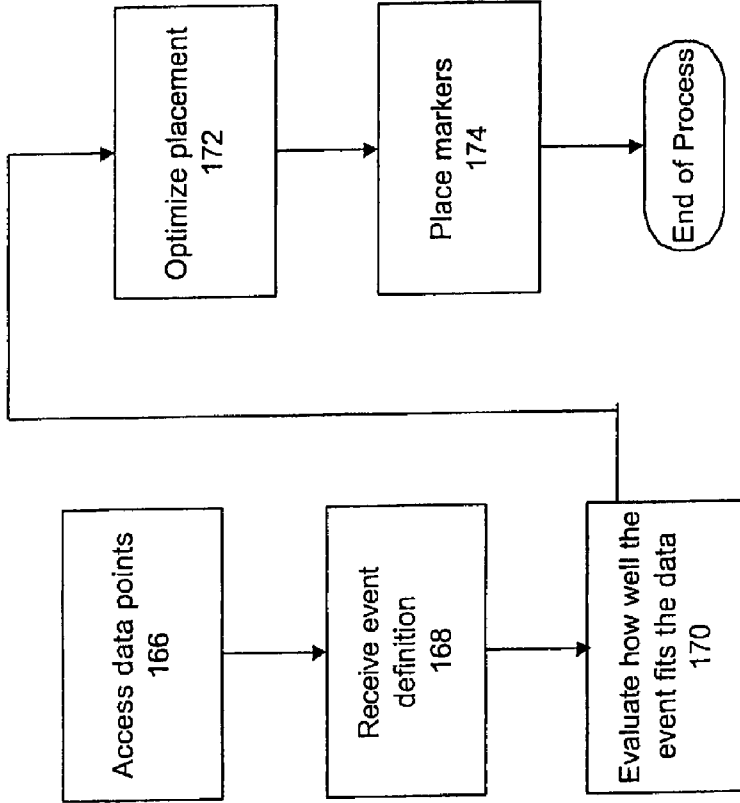 Access data points
166
Receive event
definition
168
Evaluate how well the
event fits the data
170
Optimize placement
172
Place markers
174
End of Process